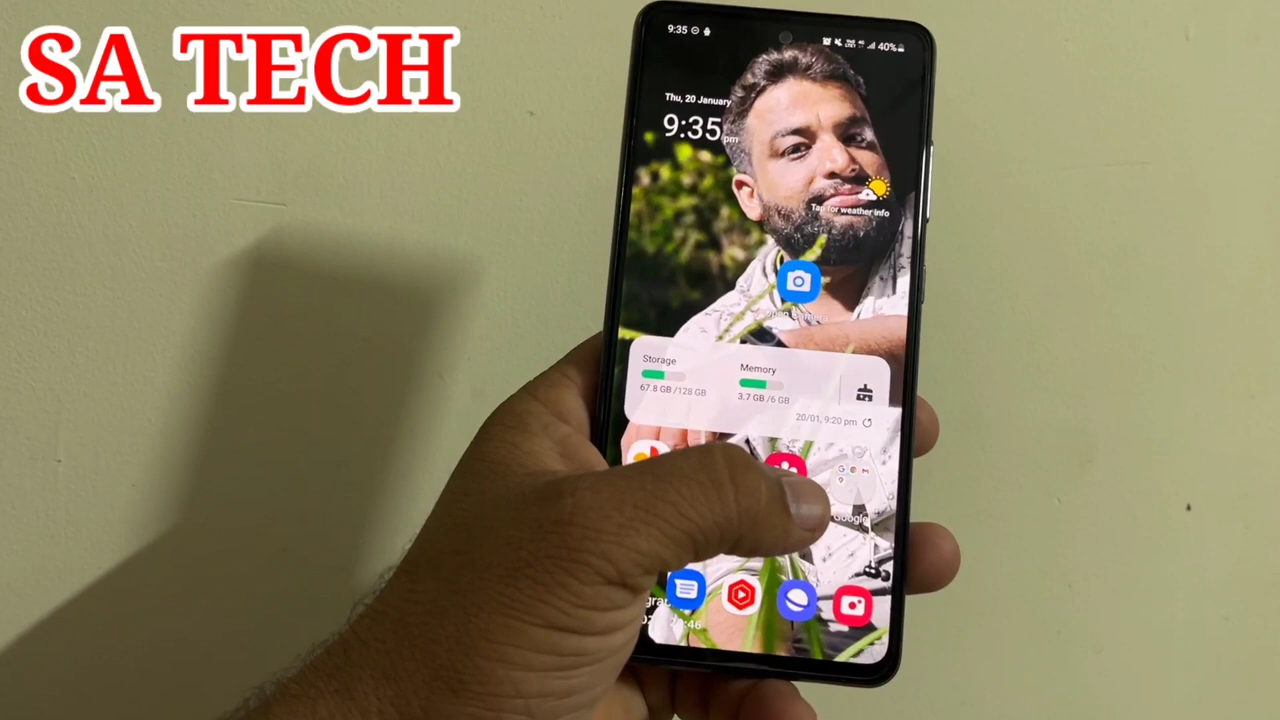 SA TECH
9:35
40%
Thu, 20 January
9:35 pm
Tap for weather info
Storage
67.8 GB /128 GB
Memory
3.7 GB /6 GB
20/01, 9:20 pm
Google